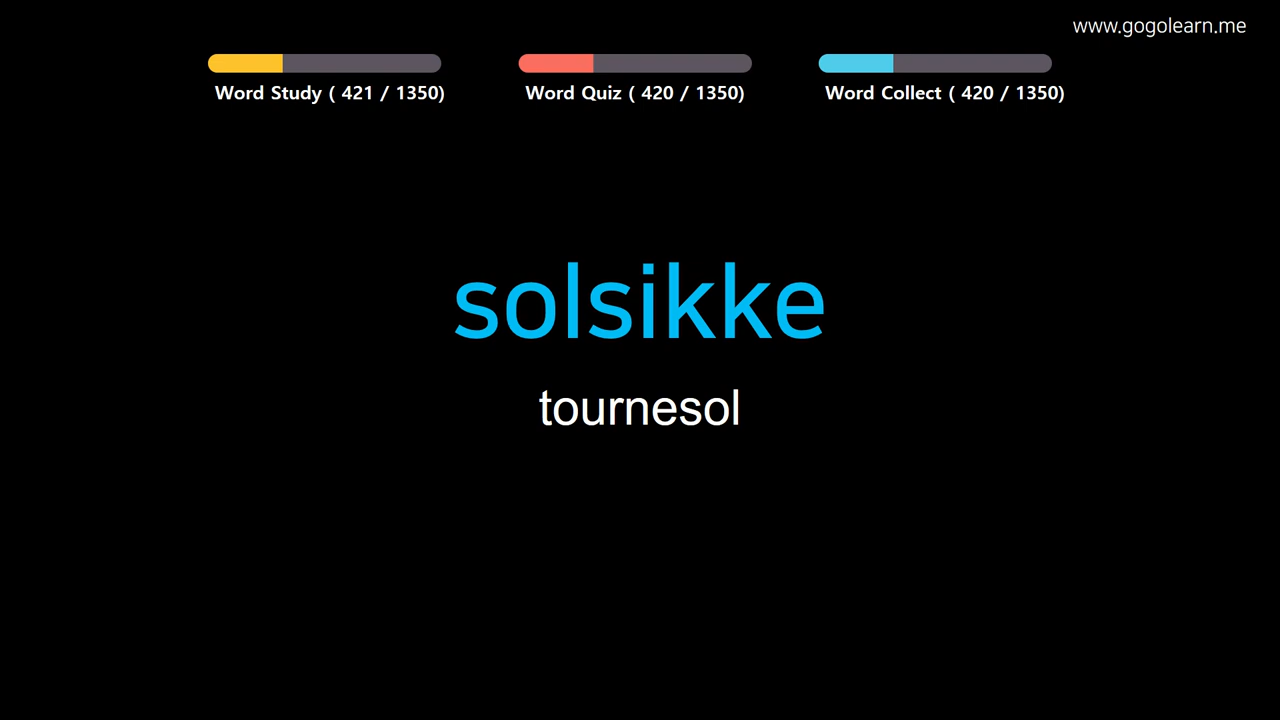 www.gogolearn.me
Word Study ( 421 / 1350)
Word Quiz ( 420 / 1350)
Word Collect ( 420 / 1350)
solsikke
tournesol